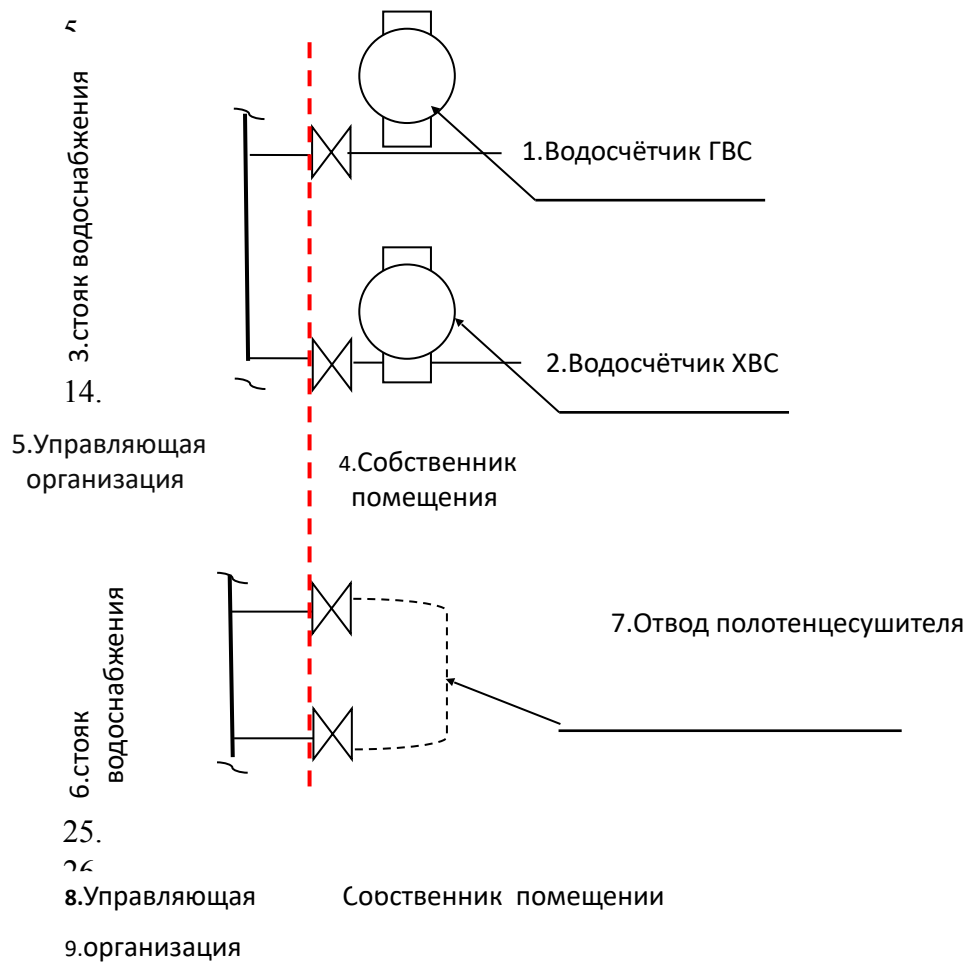 3.стояк водоснабжения
1.Водосчётчик ГВС
2.Водосчётчик ХВС
14.
5.Управляющая
организация
4.Собственник
помещения
6.стояк
водоснабжения
7.Отвод полотенцесушителя
25.
26.
8.Управляющая
Собственник помещении
9.организация